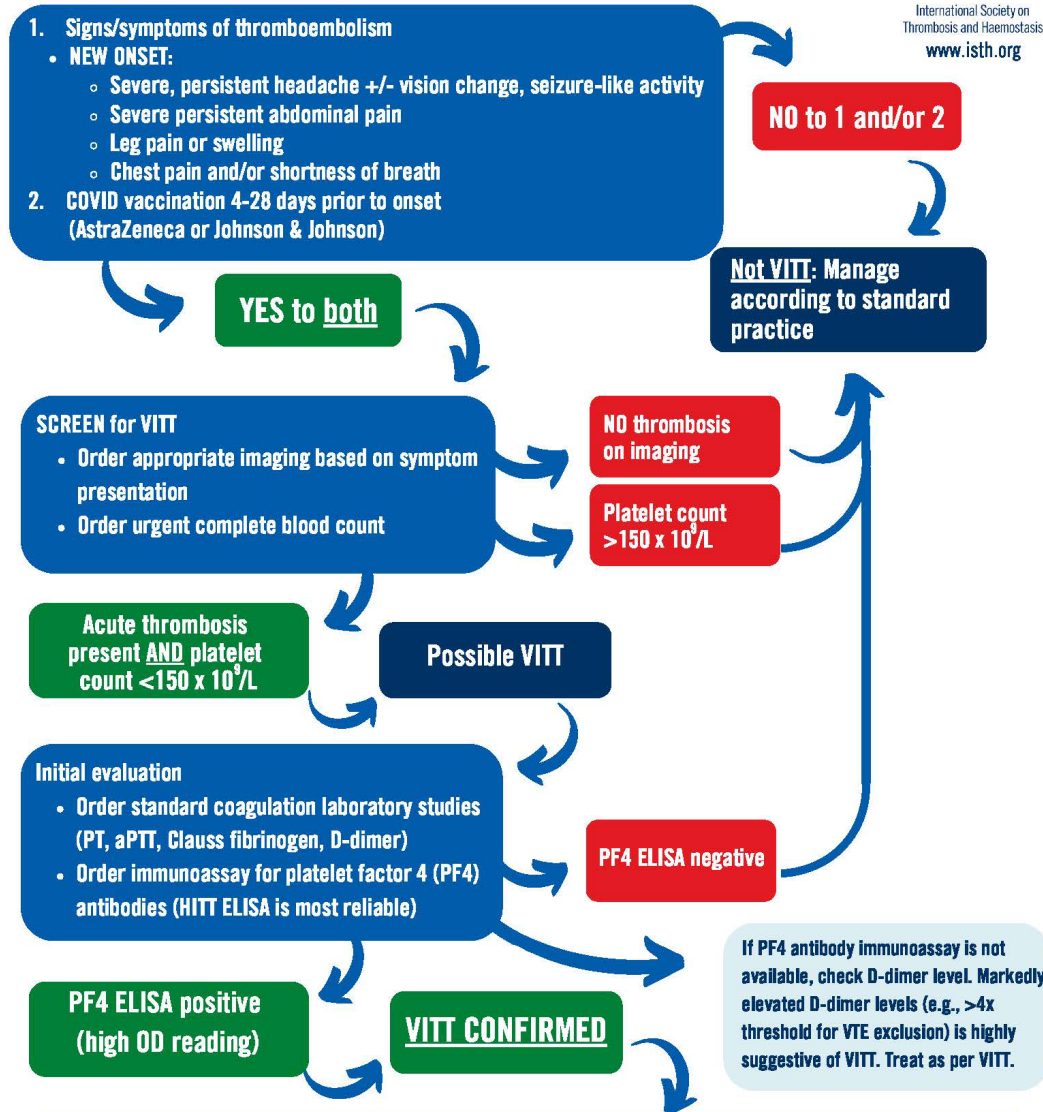 International Society on
Thrombosis and Haemostasis
www.isth.org
1. Signs/symptoms of thromboembolism
• NEW ONSET:
○ Severe, persistent headache +/- vision change, seizure-like activity
○ Severe persistent abdominal pain
○ Leg pain or swelling
○ Chest pain and/or shortness of breath
2. COVID vaccination 4-28 days prior to onset
(AstraZeneca or Johnson & Johnson)
NO to 1 and/or 2
Not VITT: Manage
according to standard
practice
YES to both
SCREEN for VITT
• Order appropriate imaging based on symptom
presentation
• Order urgent complete blood count
NO thrombosis
on imaging
Platelet count
>150 x 10⁹/L
Acute thrombosis
present AND platelet
count <150 x 10⁹/L
Possible VITT
Initial evaluation
• Order standard coagulation laboratory studies
(PT, aPTT, Clauss fibrinogen, D-dimer)
• Order immunoassay for platelet factor 4 (PF4)
antibodies (HITT ELISA is most reliable)
PF4 ELISA negative
If PF4 antibody immunoassay is not
available, check D-dimer level. Markedly
elevated D-dimer levels (e.g., >4x
threshold for VTE exclusion) is highly
suggestive of VITT. Treat as per VITT.
PF4 ELISA positive
(high OD reading)
VITT CONFIRMED